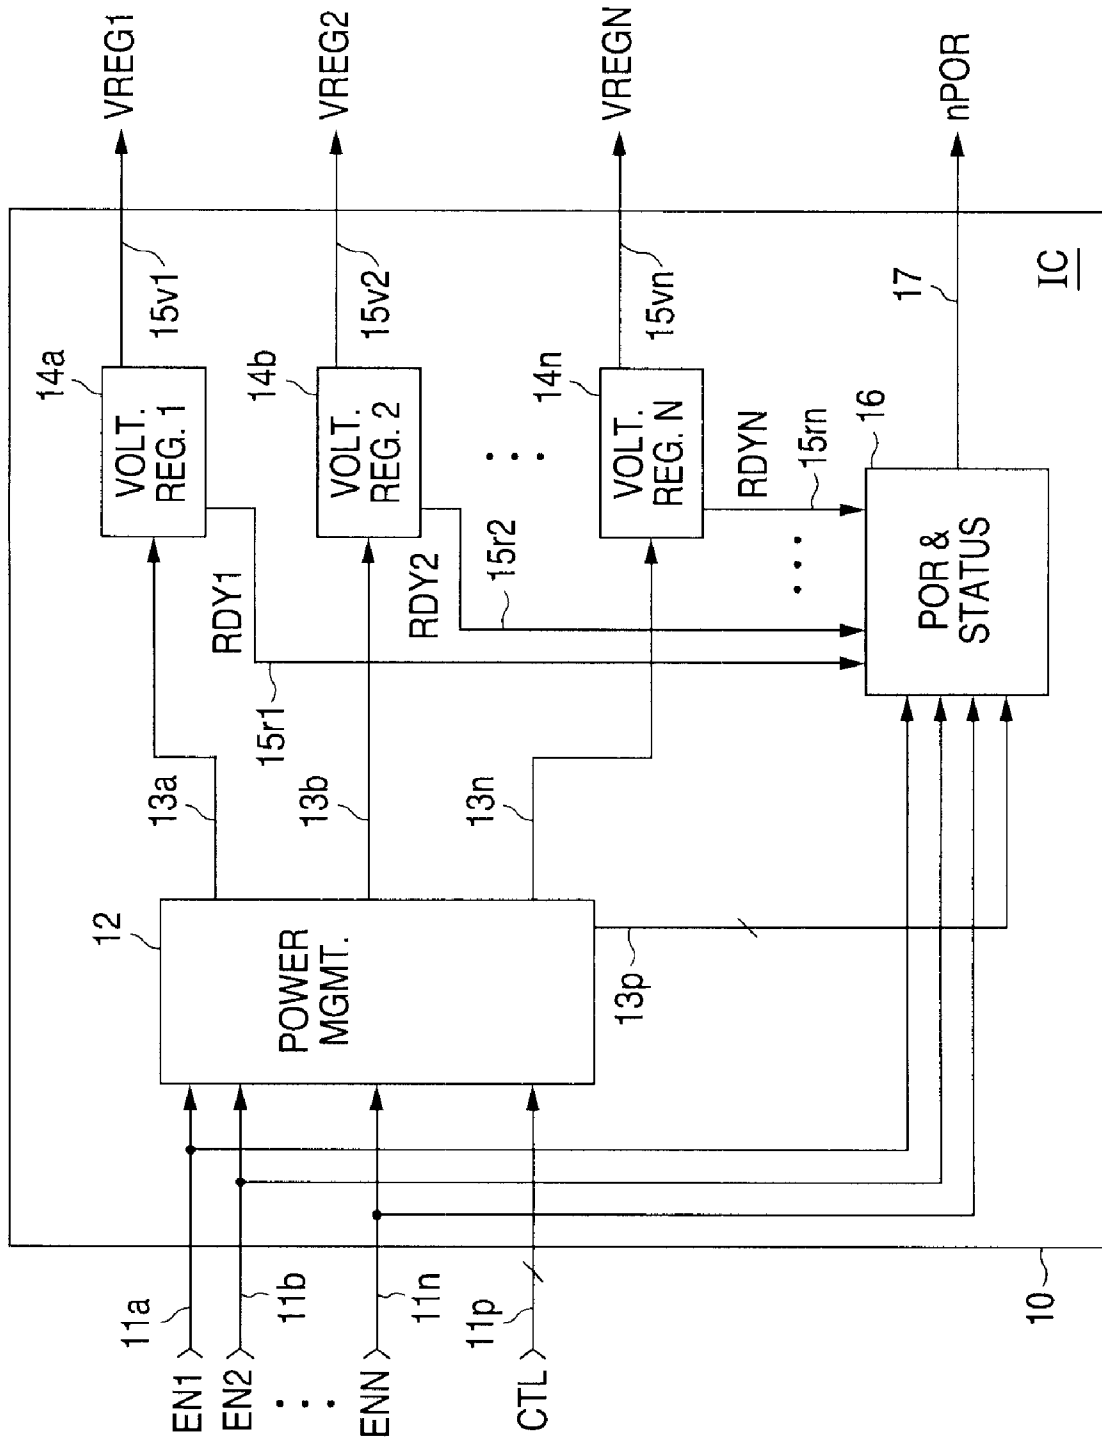 EN1
EN2
ENN
CTL
11a
11b
11n
11p
10
12
POWER
MGMT.
13a
13b
13n
13p
14a
VOLT.
REG. 1
14b
VOLT.
REG. 2
14n
VOLT.
REG. N
RDY1
15r1
RDY2
15r2
RDYN
15rn
16
POR &
STATUS
15v1
VREG1
15v2
VREG2
15vn
VREGN
17
nPOR
IC